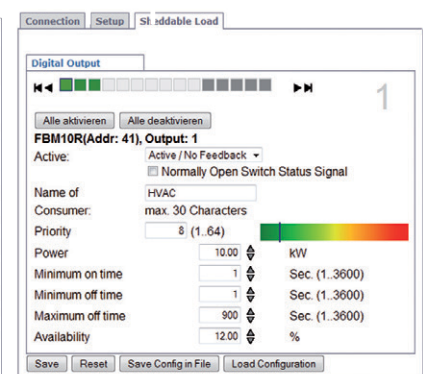 Connection Setup Sheddable Load
Digital Output
1
Alle aktivieren Alle deaktivieren
FBM10R(Addr: 41), Output: 1
Active: Active / No Feedback
Normally Open Switch Status Signal
Name of HVAC
Consumer: max. 30 Characters
Priority 8 (1..64)
Power 10.00 kW
Minimum on time 1 Sec. (1..3600)
Minimum off time 1 Sec. (1..3600)
Maximum off time 900 Sec. (1..3600)
Availability 12.00 %
Save Reset Save Config in File Load Configuration